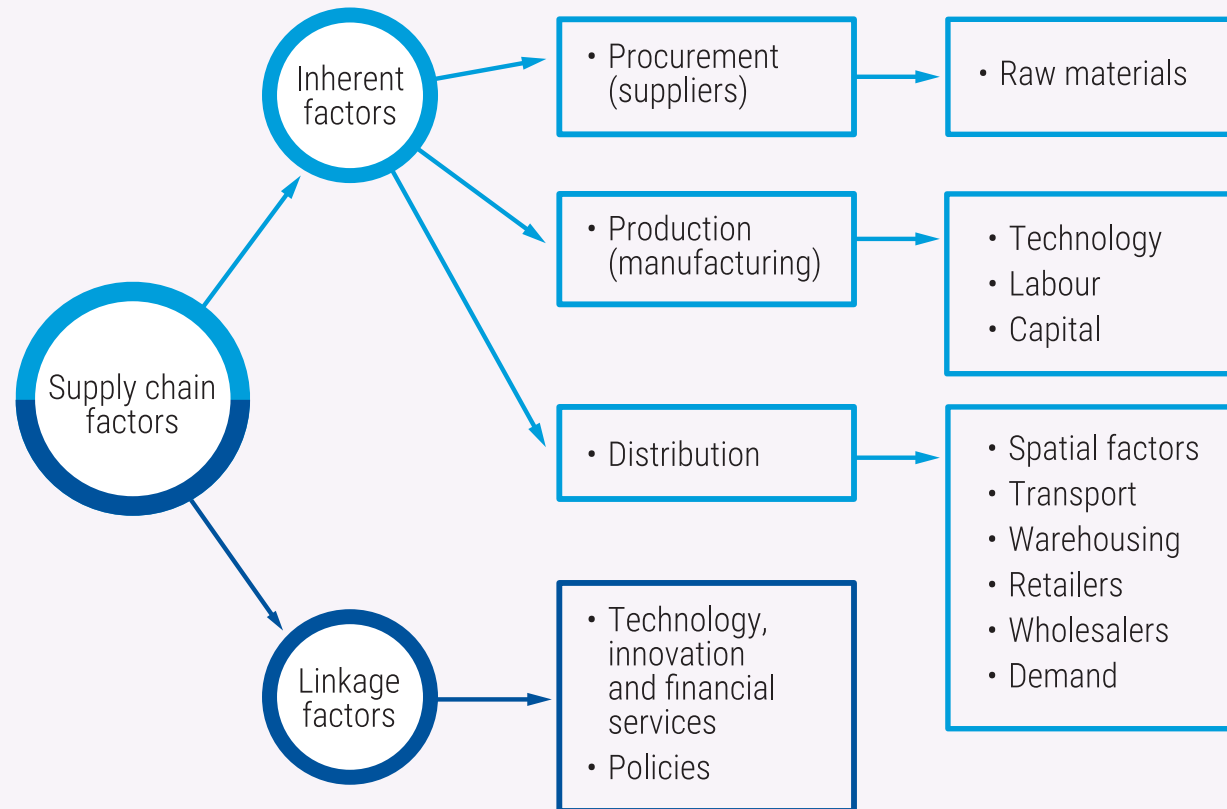 Supply chain
factors
Inherent
factors
• Procurement
(suppliers)
• Raw materials
• Production
(manufacturing)
• Technology
• Labour
• Capital
• Distribution
• Spatial factors
• Transport
• Warehousing
• Retailers
• Wholesalers
• Demand
Linkage
factors
• Technology,
innovation
and financial
services
• Policies